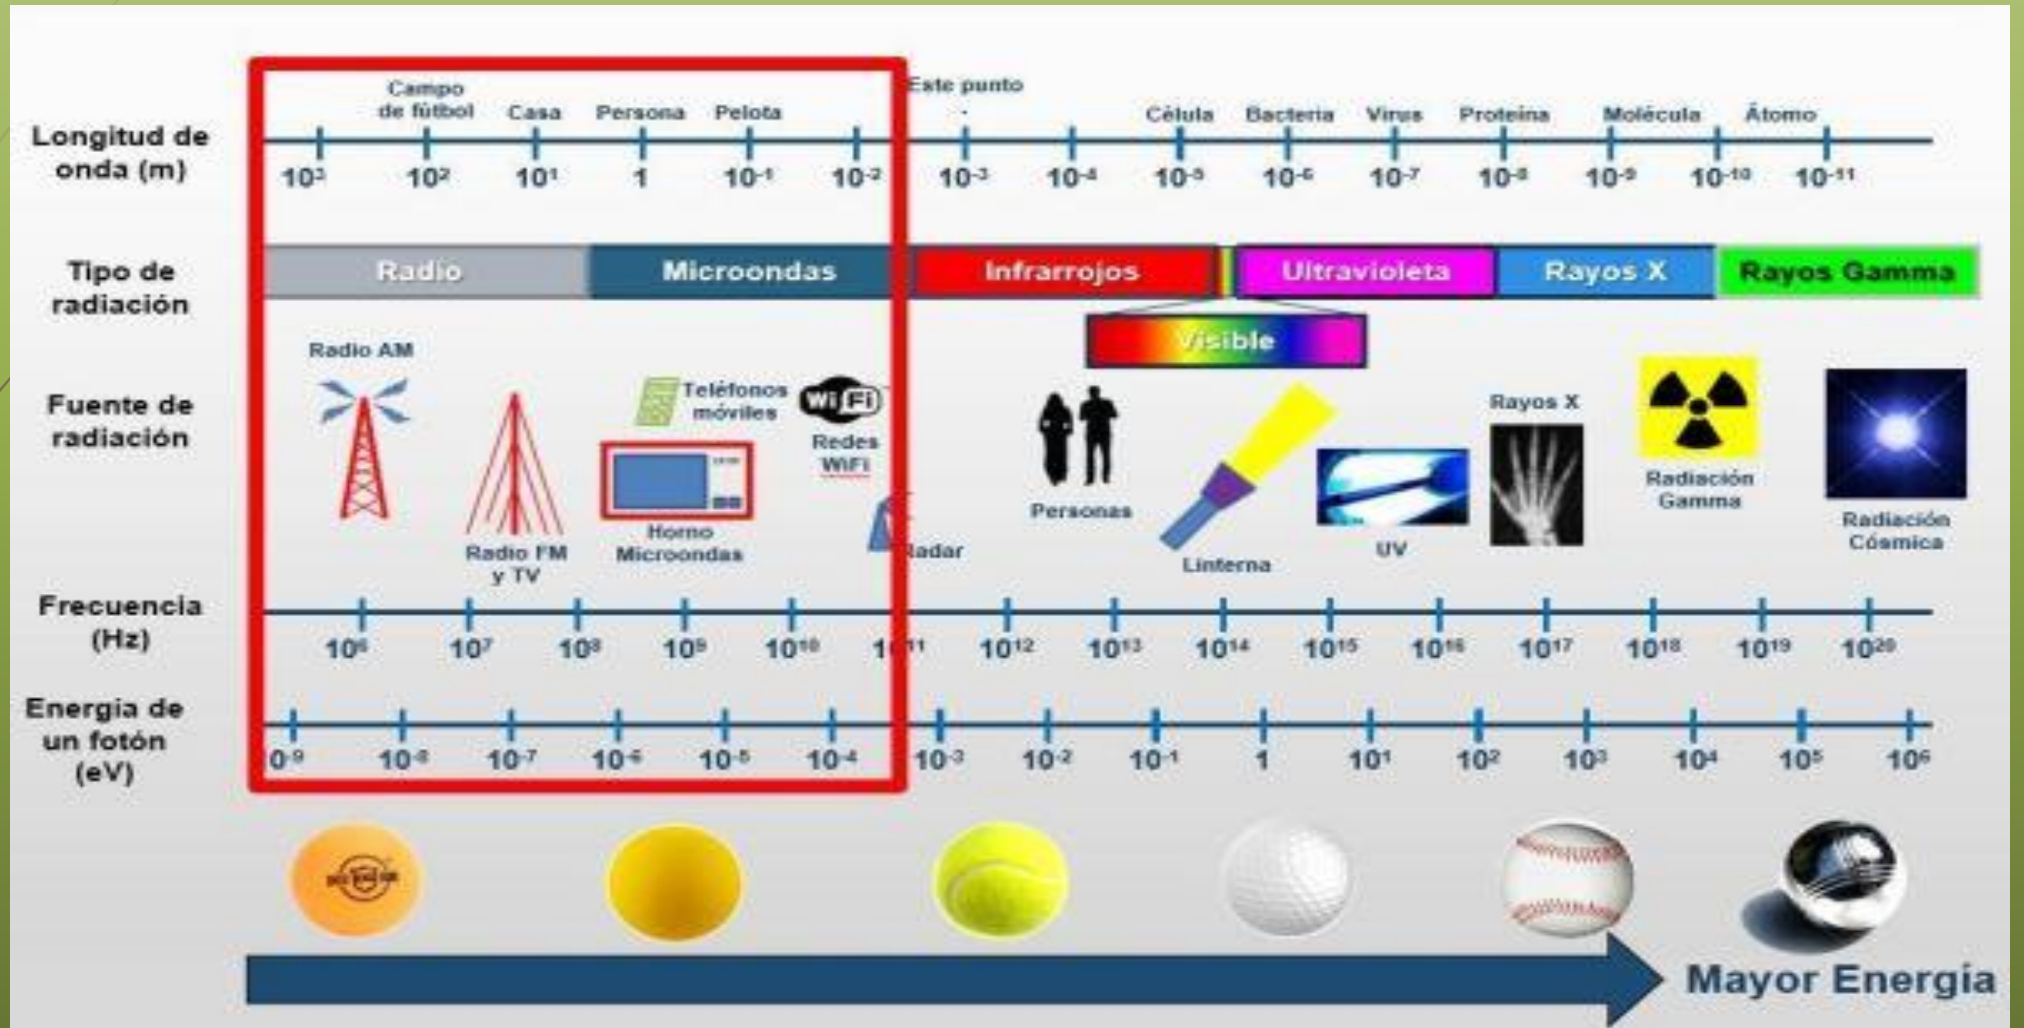 Campo
de fútbol Casa Persona Pelota Este punto Célula Bacteria Virus Proteína Molécula Átomo
Longitud de
onda (m)
10³ 10² 10¹ 1 10⁻¹ 10⁻² 10⁻³ 10⁻⁴ 10⁻⁵ 10⁻⁶ 10⁻⁷ 10⁻⁸ 10⁻⁹ 10⁻¹⁰ 10⁻¹¹
Tipo de
radiación
Radio Microondas Infrarrojos Ultravioleta Rayos X Rayos Gamma
Visible
Fuente de
radiación
Radio AM
Radio FM
y TV
Teléfonos
móviles
Horno
Microondas
WiFi
Redes
WiFi
Radar
Personas
Linterna
UV
Rayos X
Radiación
Gamma
Radiación
Cósmica
Frecuencia
(Hz)
10⁶ 10⁷ 10⁸ 10⁹ 10¹⁰ 10¹¹ 10¹² 10¹³ 10¹⁴ 10¹⁵ 10¹⁶ 10¹⁷ 10¹⁸ 10¹⁹ 10²⁰
Energía de
un fotón
(eV)
0⁻⁹ 10⁻⁸ 10⁻⁷ 10⁻⁶ 10⁻⁵ 10⁻⁴ 10⁻³ 10⁻² 10⁻¹ 1 10¹ 10² 10³ 10⁴ 10⁵ 10⁶
Mayor Energía